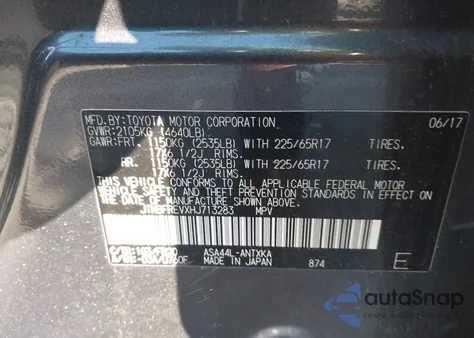 MFD.BY:TOYOTA MOTOR CORPORATION 06/17
GVWR:2105KG (4640LB)
GAWR:FRT. 1150KG (2535LB) WITH 225/65R17 TIRES.
17X6 1/2J RIMS.
RR. 1150KG (2535LB) WITH 225/65R17 TIRES.
17X6 1/2J RIMS.
THIS VEHICLE CONFORMS TO ALL APPLICABLE FEDERAL MOTOR
VEHICLE SAFETY AND THEFT PREVENTION STANDARDS IN EFFECT ON
THE DATE OF MANUFACTURE SHOWN ABOVE.
JTMBFREVXHJ713283 MPV
ASA44L-ANTXKA
MADE IN JAPAN 874 E
autoSnap